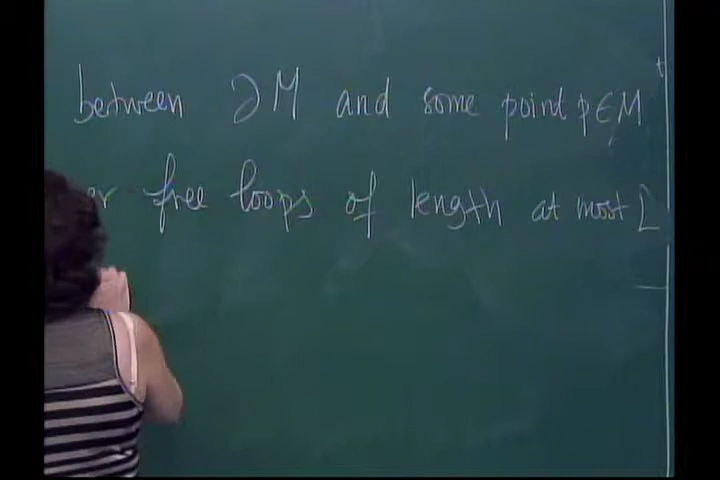 between ∂M and some point p∈M
free loops of length at most L